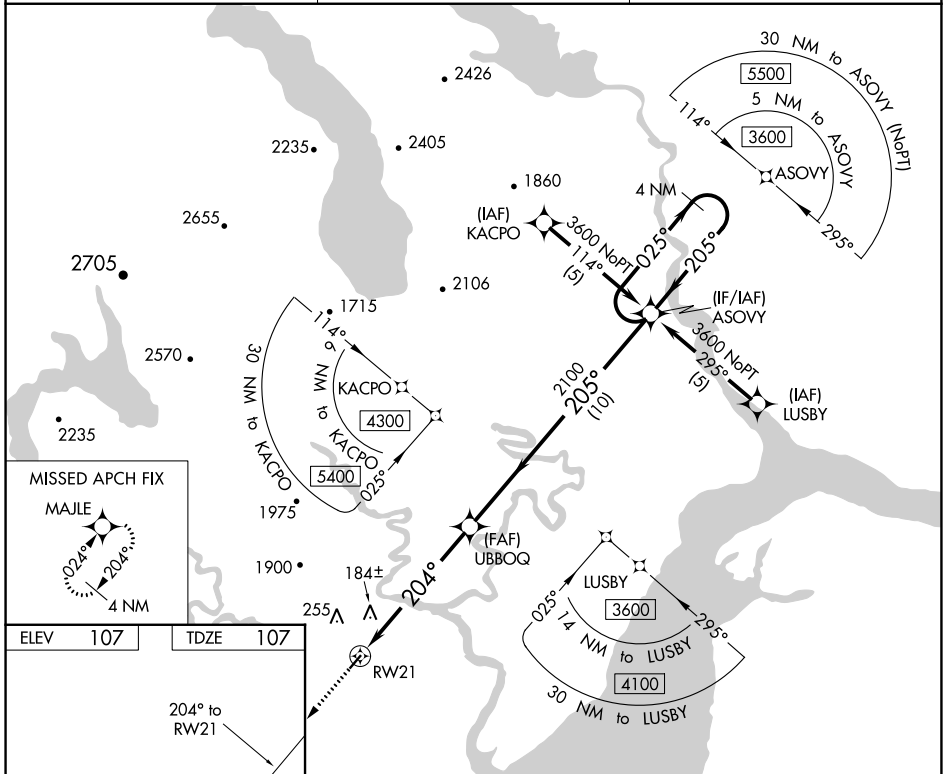 2426
2235
2405
1860
2655
2705
2106
1715
2570
2235
1975
1900
184±
255
30 NM to ASOVY (NoPT)
5500
5 NM to ASOVY
3600
114°
ASOVY
295°
4 NM
(IAF)
KACPO
3600 NoPT
114°
(5)
025°
205°
(IF/IAF)
ASOVY
3600 NoPT
295°
(5)
(IAF)
LUSBY
2100
205°
(10)
114°
30 NM to KACPO
6 NM to KACPO
KACPO
4300
5400
025°
(FAF)
UBBOQ
204°
RW21
LUSBY
025°
3600
295°
14 NM to LUSBY
4100
30 NM to LUSBY
MISSED APCH FIX
MAJLE
024°
204°
4 NM
ELEV 107
TDZE 107
204° to
RW21